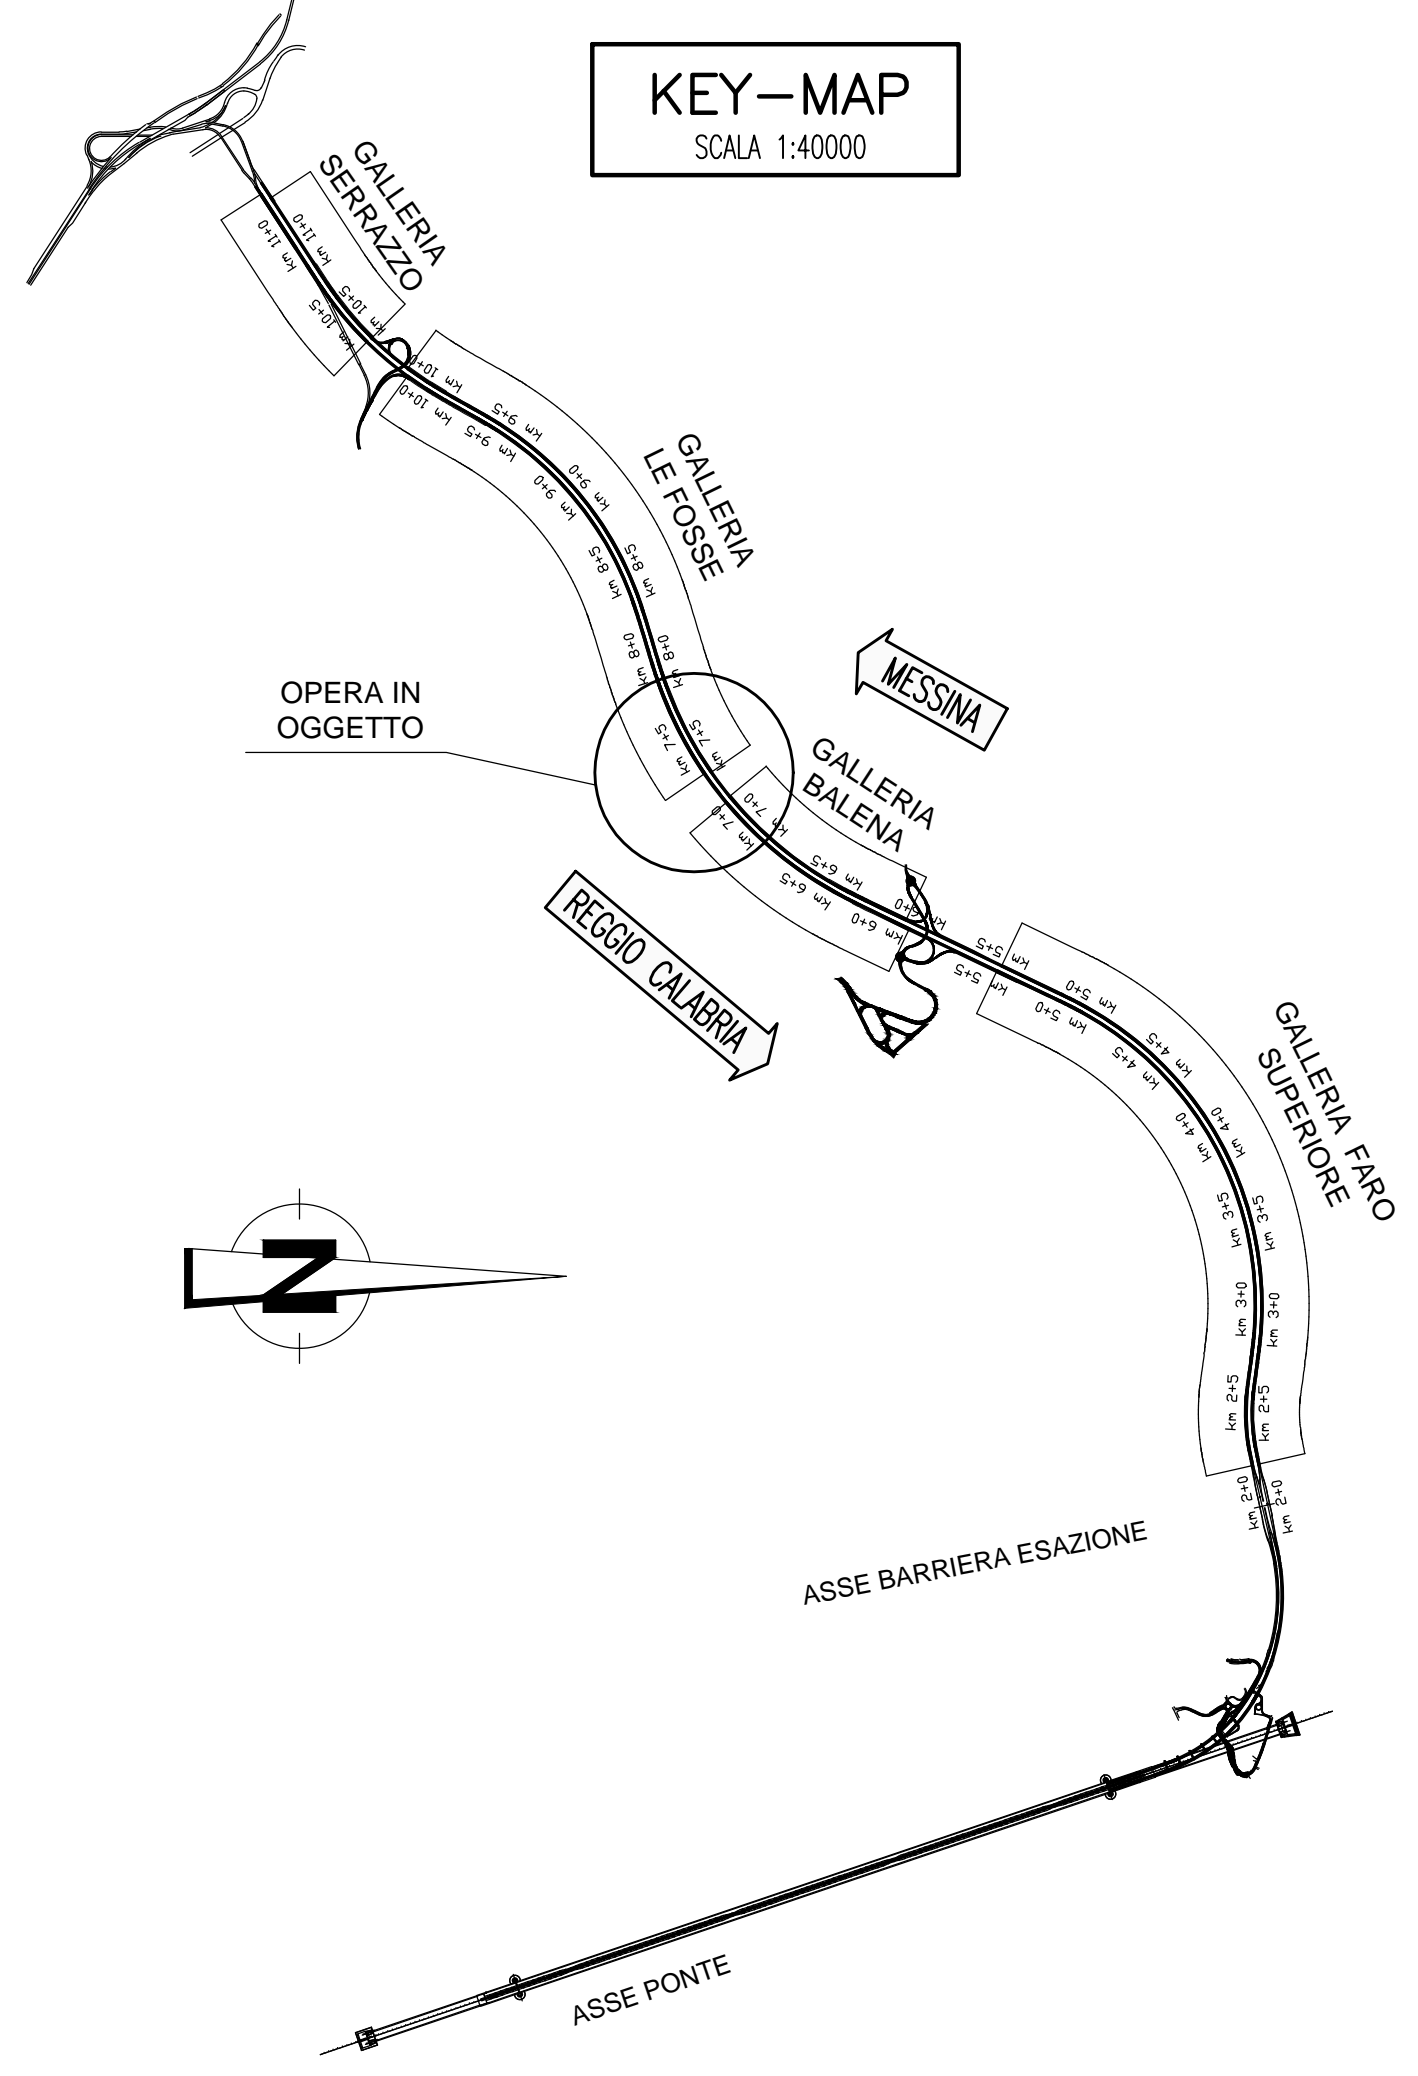 KEY-MAP
SCALA 1:40000
GALLERIA
SERRAZZO
km 11+0
km 11+0
km 10+5
km 10+5
km 10+0
km 10+0
km 9+5
km 9+5
GALLERIA
LE FOSSE
km 9+0
km 9+0
km 8+5
km 8+5
km 8+0
km 8+0
MESSINA
OPERA IN
OGGETTO
km 7+5
km 7+5
GALLERIA
BALENA
km 7+0
km 7+0
km 6+5
km 6+5
km 6+0
km 6+0
REGGIO CALABRIA
km 5+5
km 5+5
km 5+0
km 5+0
GALLERIA FARO
SUPERIORE
km 4+5
km 4+5
km 4+0
km 4+0
km 3+5
km 3+5
N
km 3+0
km 3+0
km 2+5
km 2+5
km 2+0
km 2+0
ASSE BARRIERA ESAZIONE
ASSE PONTE